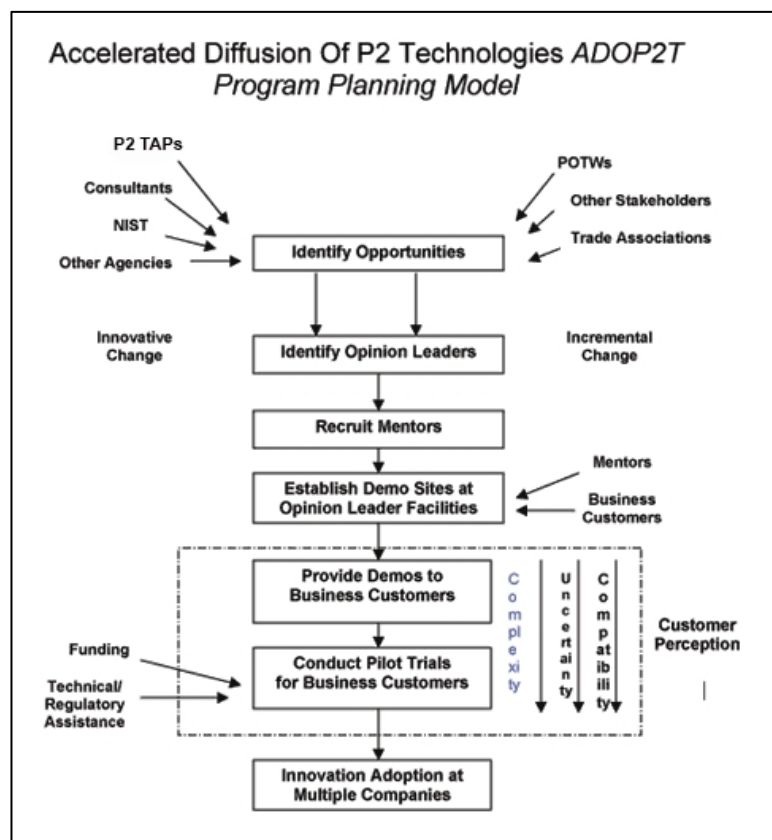 Accelerated Diffusion Of P2 Technologies ADOP2T
Program Planning Model
P2 TAPs
Consultants
NIST
Other Agencies
POTWs
Other Stakeholders
Trade Associations
Identify Opportunities
Innovative
Change
Incremental
Change
Identify Opinion Leaders
Recruit Mentors
Establish Demo Sites at
Opinion Leader Facilities
Mentors
Business
Customers
Provide Demos to
Business Customers
Complexity
Uncertainty
Compatibility
Customer
Perception
Funding
Technical/
Regulatory
Assistance
Conduct Pilot Trials
for Business Customers
Innovation Adoption at
Multiple Companies